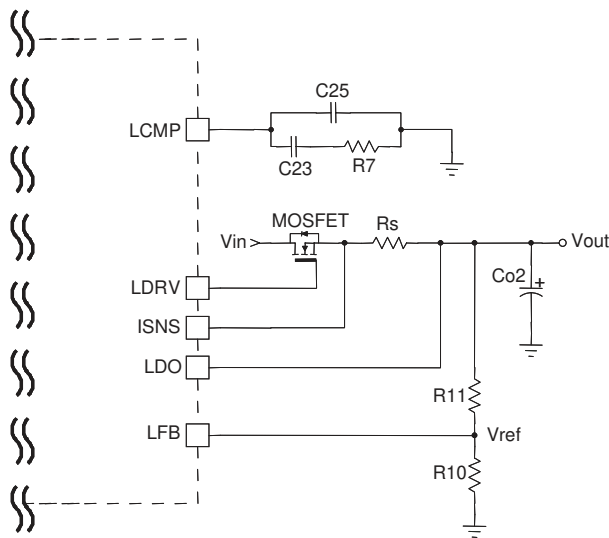 C25
LCMP
C23
R7
MOSFET
Rs
Vin
Vout
Co2
+
LDRV
ISNS
LDO
R11
LFB
Vref
R10